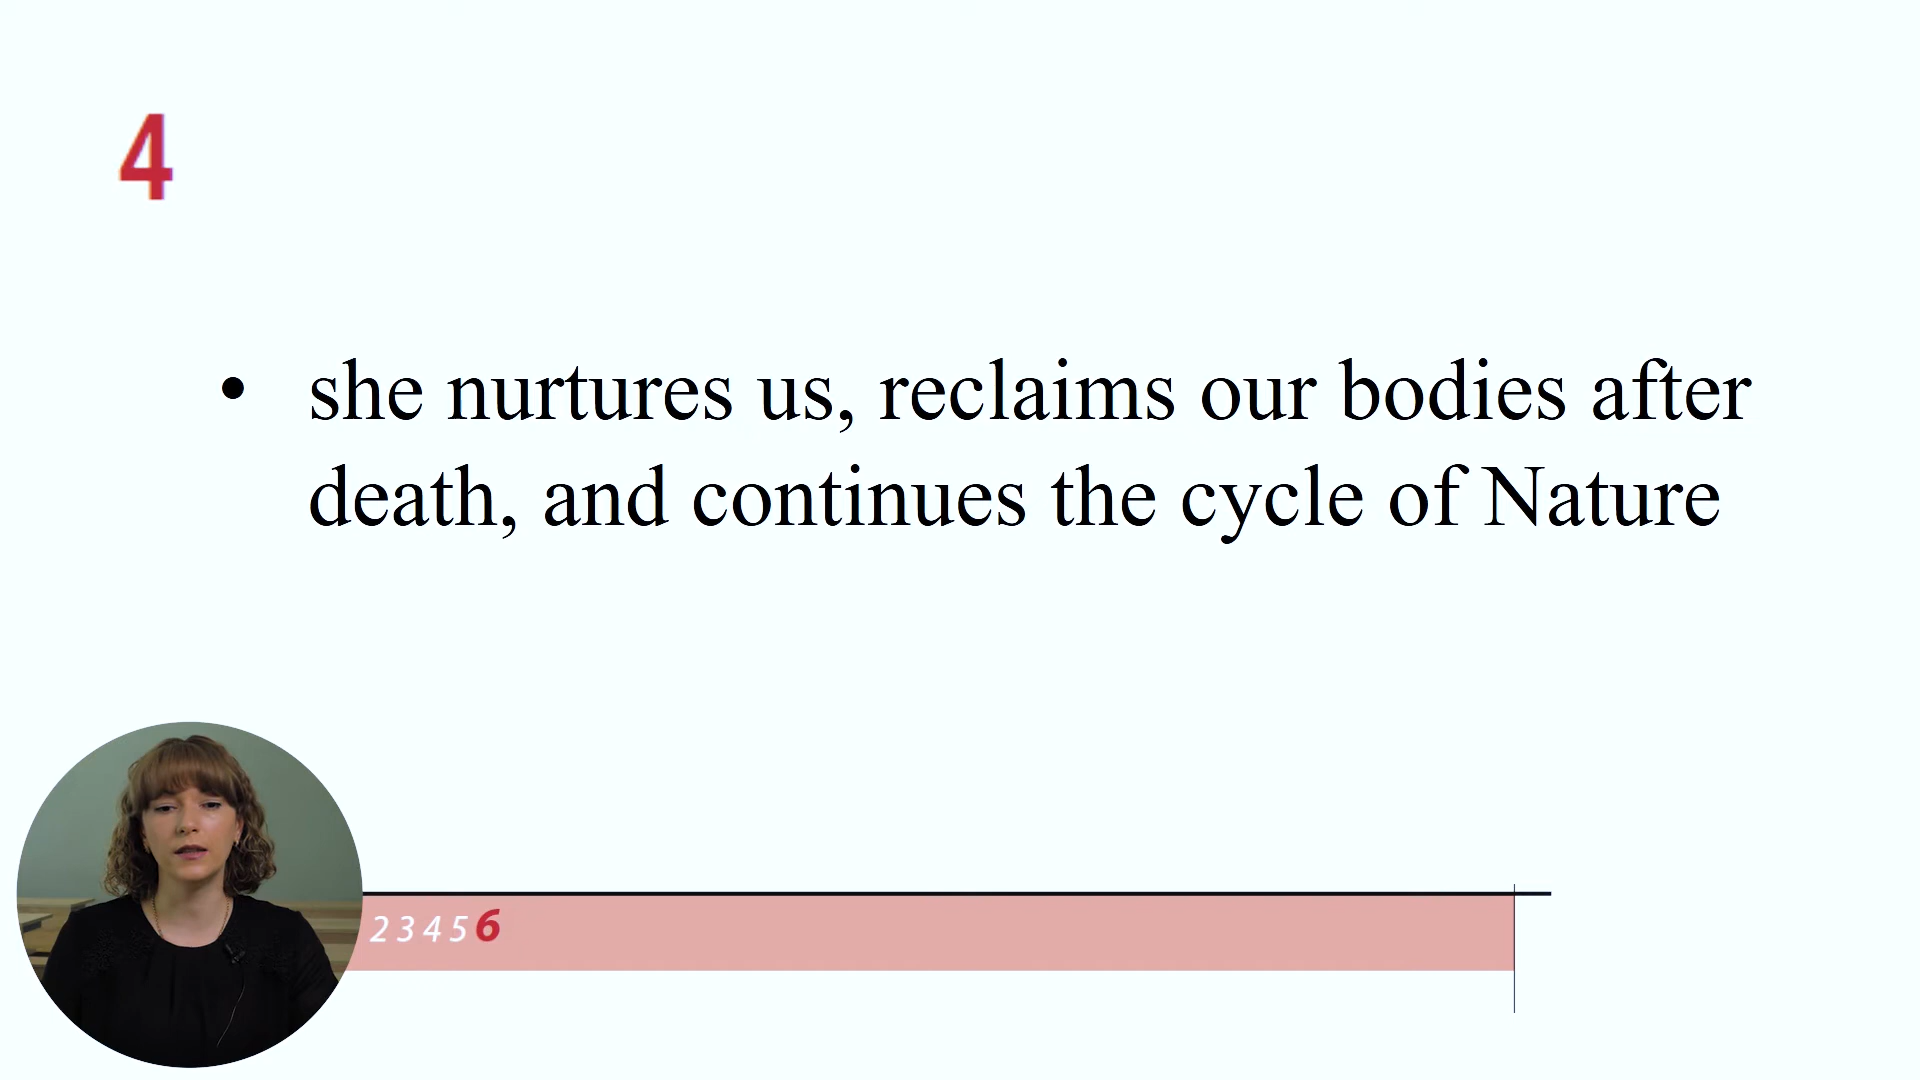 4
• she nurtures us, reclaims our bodies after
death, and continues the cycle of Nature
2 3 4 5 6